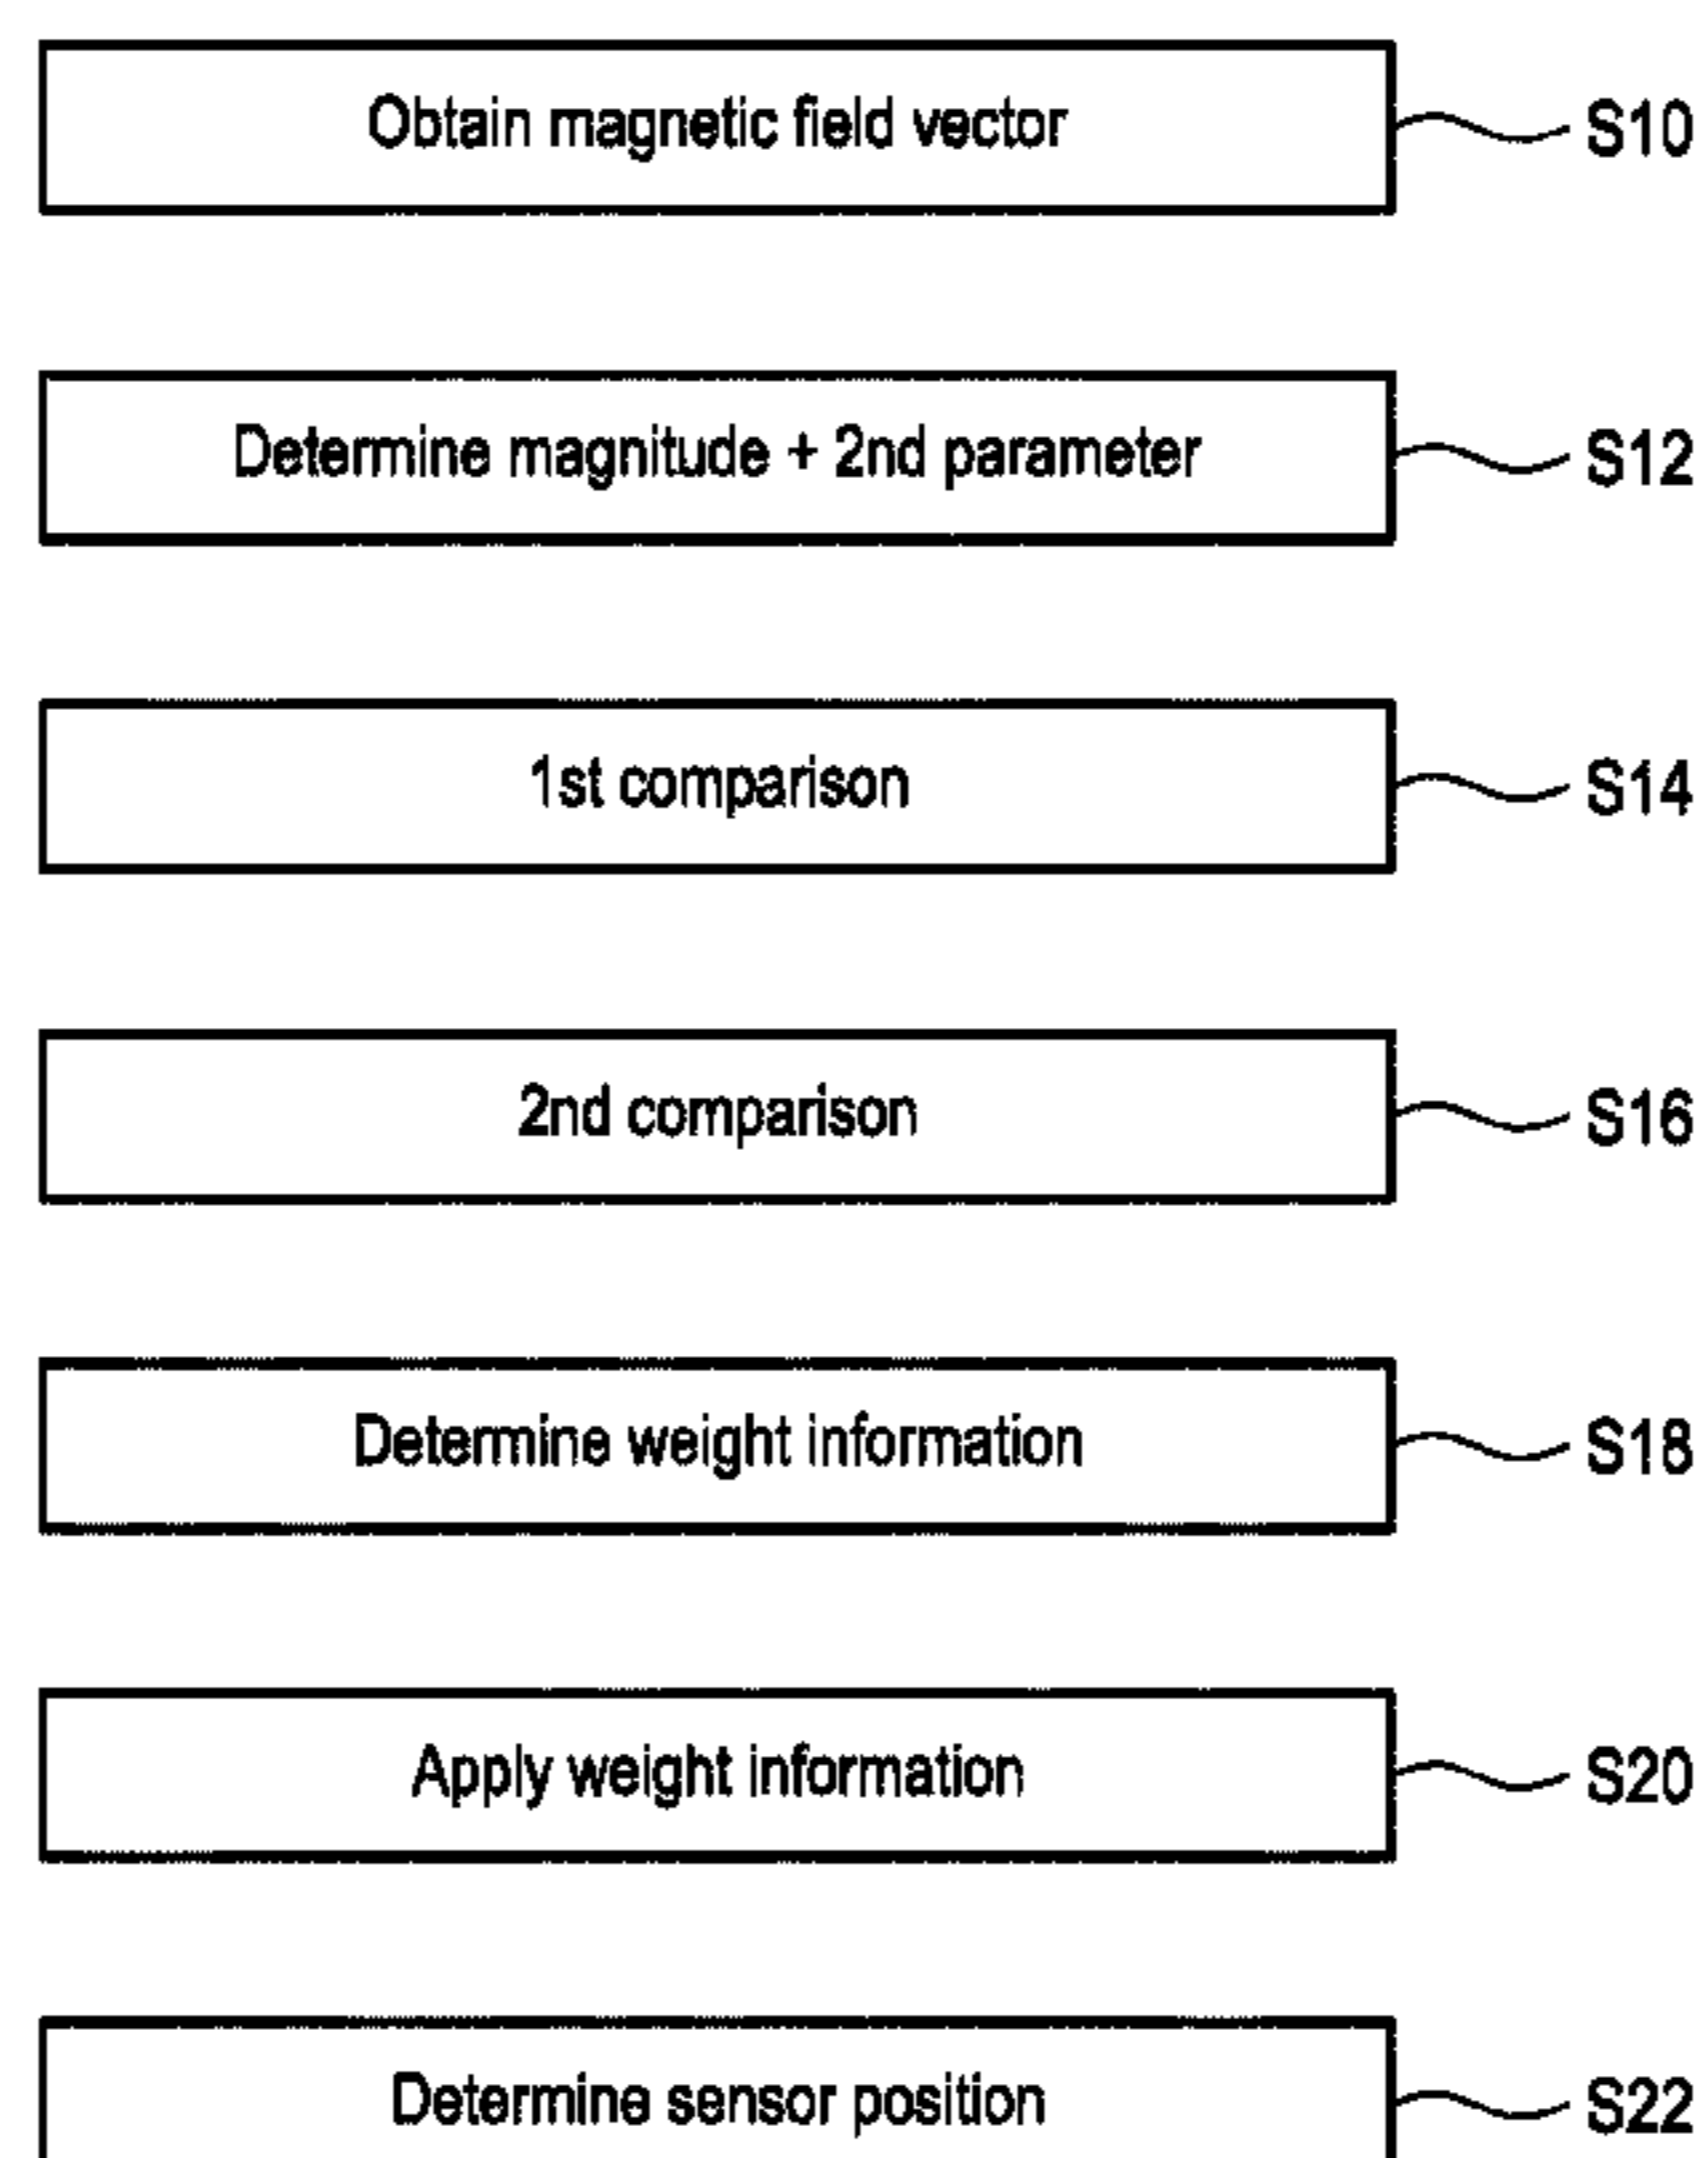 Obtain magnetic field vector S10
Determine magnitude + 2nd parameter S12
1st comparison S14
2nd comparison S16
Determine weight information S18
Apply weight information S20
Determine sensor position S22